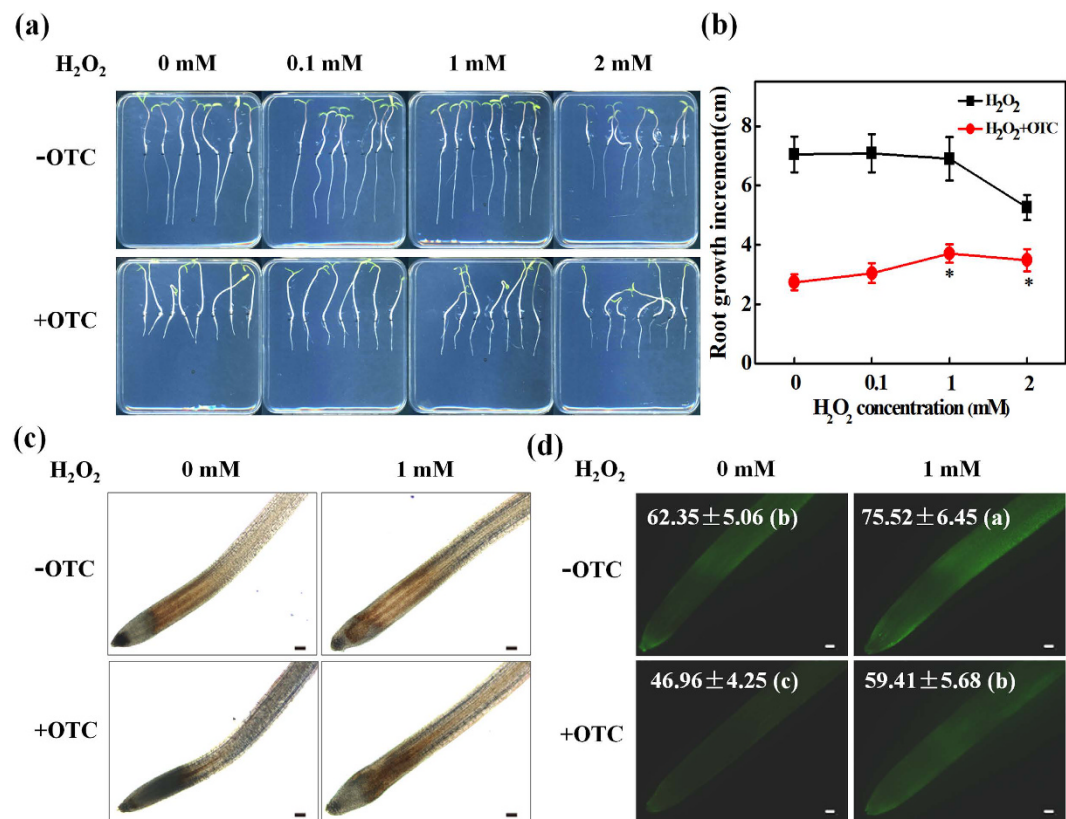 (a)
H₂O₂ 0 mM 0.1 mM 1 mM 2 mM
-OTC
+OTC
(b)
H₂O₂
H₂O₂+OTC
Root growth increment(cm)
8
6
4
2
0
*
*
0 0.1 1 2
H₂O₂ concentration (mM)
(c)
H₂O₂ 0 mM 1 mM
-OTC
+OTC
(d)
H₂O₂ 0 mM 1 mM
-OTC
62.35±5.06 (b) 75.52±6.45 (a)
+OTC
46.96±4.25 (c) 59.41±5.68 (b)